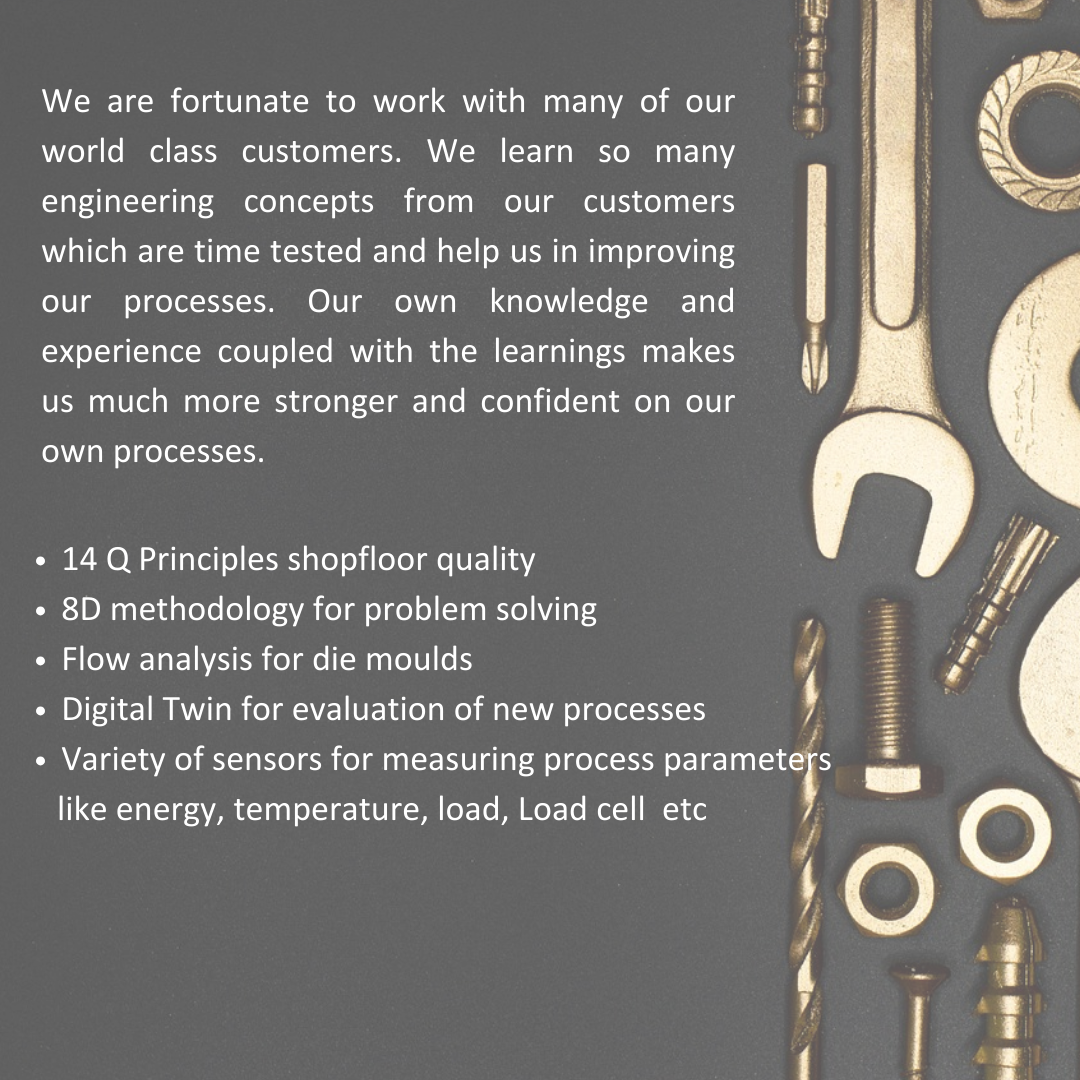 We are fortunate to work with many of our
world class customers. We learn so many
engineering concepts from our customers
which are time tested and help us in improving
our processes. Our own knowledge and
experience coupled with the learnings makes
us much more stronger and confident on our
own processes.
• 14 Q Principles shopfloor quality
• 8D methodology for problem solving
• Flow analysis for die moulds
• Digital Twin for evaluation of new processes
• Variety of sensors for measuring process parameters
like energy, temperature, load, Load cell  etc